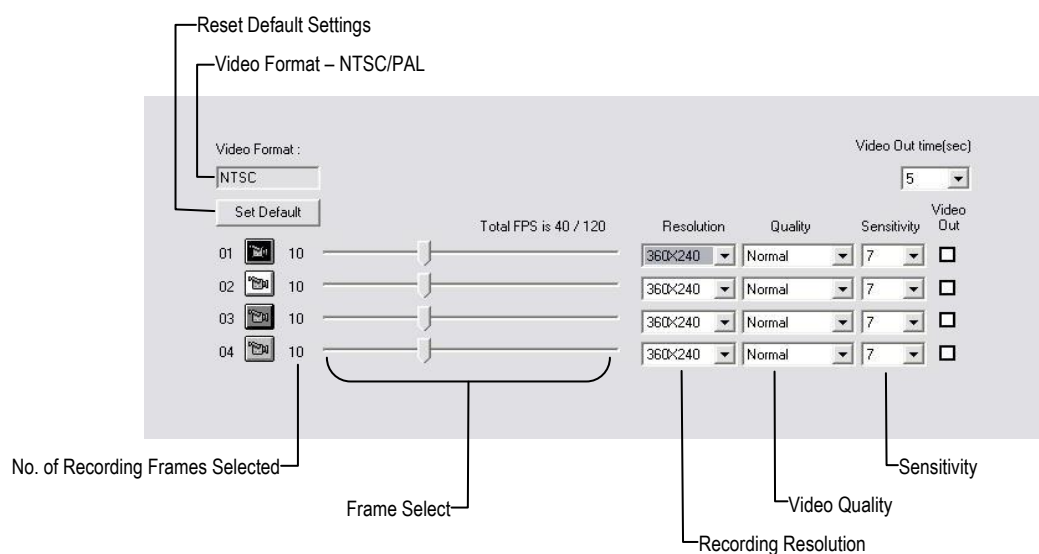 Reset Default Settings
Video Format – NTSC/PAL
Video Format :
Video Out time(sec)
NTSC
5
Set Default
Total FPS is 40 / 120
Resolution
Quality
Sensitivity
Video Out
01 10 360X240 Normal 7
02 10 360X240 Normal 7
03 10 360X240 Normal 7
04 10 360X240 Normal 7
No. of Recording Frames Selected
Sensitivity
Frame Select
Video Quality
Recording Resolution